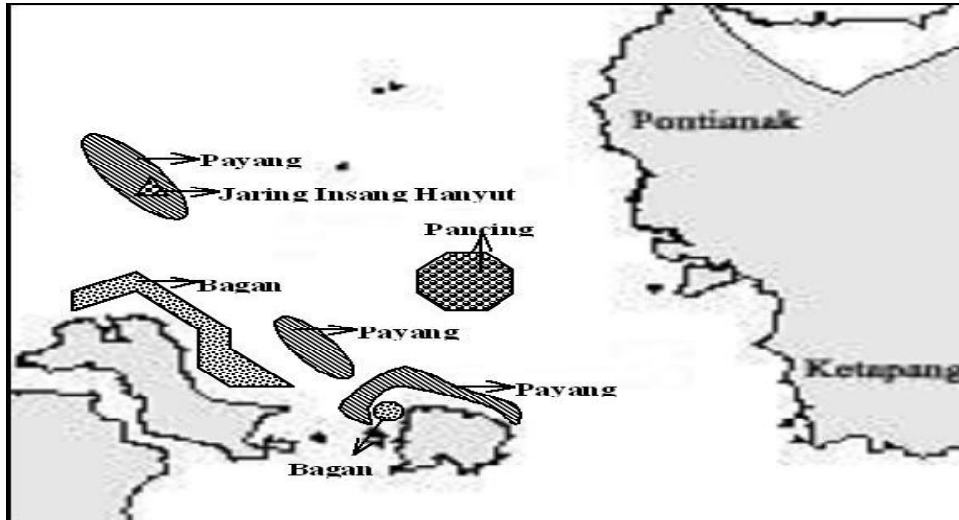 Pontianak
Payang
Jaring Insang Hanyut
Pancing
Bagan
Payang
Ketapang
Payang
Bagan